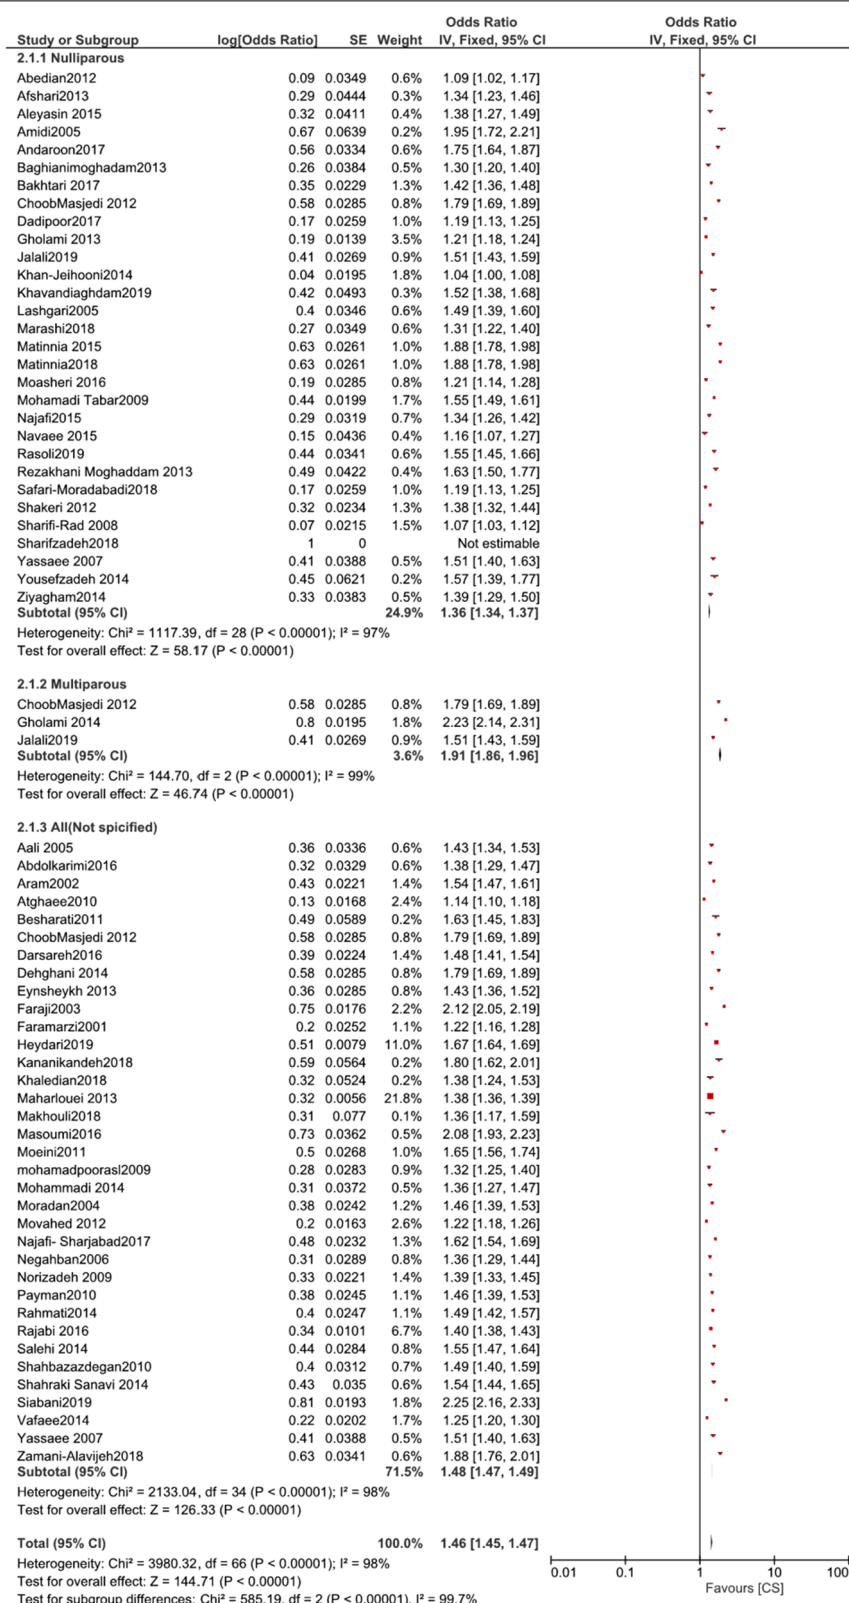 Odds Ratio Odds Ratio
Study or Subgroup log[Odds Ratio] SE Weight IV, Fixed, 95% CI IV, Fixed, 95% CI
2.1.1 Nulliparous
Abedian2012 0.09 0.0349 0.6% 1.09 [1.02, 1.17]
Afshari2013 0.29 0.0444 0.3% 1.34 [1.23, 1.46]
Aleyasin 2015 0.32 0.0411 0.4% 1.38 [1.27, 1.49]
Amidi2005 0.67 0.0639 0.2% 1.95 [1.72, 2.21]
Andaroon2017 0.56 0.0334 0.6% 1.75 [1.64, 1.87]
Baghianimoghadam2013 0.26 0.0384 0.5% 1.30 [1.20, 1.40]
Bakhtari 2017 0.35 0.0229 1.3% 1.42 [1.36, 1.48]
ChoobMasjedi 2012 0.58 0.0285 0.8% 1.79 [1.69, 1.89]
Dadipoor2017 0.17 0.0259 1.0% 1.19 [1.13, 1.25]
Gholami 2013 0.19 0.0139 3.5% 1.21 [1.18, 1.24]
Jalali2019 0.41 0.0269 0.9% 1.51 [1.43, 1.59]
Khan-Jeihooni2014 0.04 0.0195 1.8% 1.04 [1.00, 1.08]
Khavandiaghdam2019 0.42 0.0493 0.3% 1.52 [1.38, 1.68]
Lashgari2005 0.4 0.0346 0.6% 1.49 [1.39, 1.60]
Marashi2018 0.27 0.0349 0.6% 1.31 [1.22, 1.40]
Matinnia 2015 0.63 0.0261 1.0% 1.88 [1.78, 1.98]
Matinnia2018 0.63 0.0261 1.0% 1.88 [1.78, 1.98]
Moasheri 2016 0.19 0.0285 0.8% 1.21 [1.14, 1.28]
Mohamadi Tabar2009 0.44 0.0199 1.7% 1.55 [1.49, 1.61]
Najafi2015 0.29 0.0319 0.7% 1.34 [1.26, 1.42]
Navaee 2015 0.15 0.0436 0.4% 1.16 [1.07, 1.27]
Rasoli2019 0.44 0.0341 0.6% 1.55 [1.45, 1.66]
Rezakhani Moghaddam 2013 0.49 0.0422 0.4% 1.63 [1.50, 1.77]
Safari-Moradabadi2018 0.17 0.0259 1.0% 1.19 [1.13, 1.25]
Shakeri 2012 0.32 0.0234 1.3% 1.38 [1.32, 1.44]
Sharifi-Rad 2008 0.07 0.0215 1.5% 1.07 [1.03, 1.12]
Sharifzadeh2018 1 0 Not estimable
Yassaee 2007 0.41 0.0388 0.5% 1.51 [1.40, 1.63]
Yousefzadeh 2014 0.45 0.0621 0.2% 1.57 [1.39, 1.77]
Ziyagham2014 0.33 0.0383 0.5% 1.39 [1.29, 1.50]
Subtotal (95% CI) 24.9% 1.36 [1.34, 1.37]
Heterogeneity: Chi² = 1117.39, df = 28 (P < 0.00001); I² = 97%
Test for overall effect: Z = 58.17 (P < 0.00001)
2.1.2 Multiparous
ChoobMasjedi 2012 0.58 0.0285 0.8% 1.79 [1.69, 1.89]
Gholami 2014 0.8 0.0195 1.8% 2.23 [2.14, 2.31]
Jalali2019 0.41 0.0269 0.9% 1.51 [1.43, 1.59]
Subtotal (95% CI) 3.6% 1.91 [1.86, 1.96]
Heterogeneity: Chi² = 144.70, df = 2 (P < 0.00001); I² = 99%
Test for overall effect: Z = 46.74 (P < 0.00001)
2.1.3 All(Not spicified)
Aali 2005 0.36 0.0336 0.6% 1.43 [1.34, 1.53]
Abdolkarimi2016 0.32 0.0329 0.6% 1.38 [1.29, 1.47]
Aram2002 0.43 0.0221 1.4% 1.54 [1.47, 1.61]
Atghaee2010 0.13 0.0168 2.4% 1.14 [1.10, 1.18]
Besharati2011 0.49 0.0589 0.2% 1.63 [1.45, 1.83]
ChoobMasjedi 2012 0.58 0.0285 0.8% 1.79 [1.69, 1.89]
Darsareh2016 0.39 0.0224 1.4% 1.48 [1.41, 1.54]
Dehghani 2014 0.58 0.0285 0.8% 1.79 [1.69, 1.89]
Eynsheykh 2013 0.36 0.0285 0.8% 1.43 [1.36, 1.52]
Faraji2003 0.75 0.0176 2.2% 2.12 [2.05, 2.19]
Faramarzi2001 0.2 0.0252 1.1% 1.22 [1.16, 1.28]
Heydari2019 0.51 0.0079 11.0% 1.67 [1.64, 1.69]
Kananikandeh2018 0.59 0.0564 0.2% 1.80 [1.62, 2.01]
Khaledian2018 0.32 0.0524 0.2% 1.38 [1.24, 1.53]
Maharlouei 2013 0.32 0.0056 21.8% 1.38 [1.36, 1.39]
Makhouli2018 0.31 0.077 0.1% 1.36 [1.17, 1.59]
Masoumi2016 0.73 0.0362 0.5% 2.08 [1.93, 2.23]
Moeini2011 0.5 0.0268 1.0% 1.65 [1.56, 1.74]
mohamadpoorasl2009 0.28 0.0283 0.9% 1.32 [1.25, 1.40]
Mohammadi 2014 0.31 0.0372 0.5% 1.36 [1.27, 1.47]
Moradan2004 0.38 0.0242 1.2% 1.46 [1.39, 1.53]
Movahed 2012 0.2 0.0163 2.6% 1.22 [1.18, 1.26]
Najafi- Sharjabad2017 0.48 0.0232 1.3% 1.62 [1.54, 1.69]
Negahban2006 0.31 0.0289 0.8% 1.36 [1.29, 1.44]
Norizadeh 2009 0.33 0.0221 1.4% 1.39 [1.33, 1.45]
Payman2010 0.38 0.0245 1.1% 1.46 [1.39, 1.53]
Rahmati2014 0.4 0.0247 1.1% 1.49 [1.42, 1.57]
Rajabi 2016 0.34 0.0101 6.7% 1.40 [1.38, 1.43]
Salehi 2014 0.44 0.0284 0.8% 1.55 [1.47, 1.64]
Shahbazazdegan2010 0.4 0.0312 0.7% 1.49 [1.40, 1.59]
Shahraki Sanavi 2014 0.43 0.035 0.6% 1.54 [1.44, 1.65]
Siabani2019 0.81 0.0193 1.8% 2.25 [2.16, 2.33]
Vafaee2014 0.22 0.0202 1.7% 1.25 [1.20, 1.30]
Yassaee 2007 0.41 0.0388 0.5% 1.51 [1.40, 1.63]
Zamani-Alavijeh2018 0.63 0.0341 0.6% 1.88 [1.76, 2.01]
Subtotal (95% CI) 71.5% 1.48 [1.47, 1.49]
Heterogeneity: Chi² = 2133.04, df = 34 (P < 0.00001); I² = 98%
Test for overall effect: Z = 126.33 (P < 0.00001)
Total (95% CI) 100.0% 1.46 [1.45, 1.47]
Heterogeneity: Chi² = 3980.32, df = 66 (P < 0.00001); I² = 98%
0.01 0.1 1 10 100
Test for overall effect: Z = 144.71 (P < 0.00001)
Favours [CS]
Test for subgroup differences: Chi² = 585.19, df = 2 (P < 0.00001), I² = 99.7%